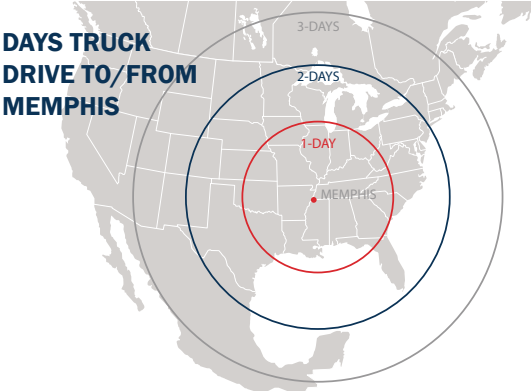 DAYS TRUCK
DRIVE TO/FROM
MEMPHIS
3-DAYS
2-DAYS
1-DAY
MEMPHIS